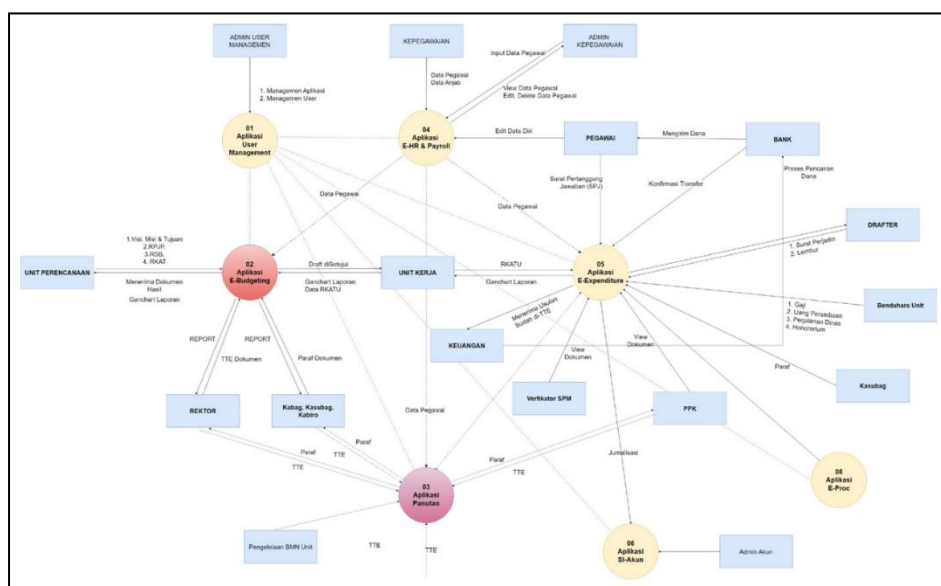 ADMIN USER
MANAGEMEN
KEPEGAWAIAN
ADMIN
KEPEGAWAIAN
Input Data Pegawai
Data Pegawai
Data Anjab
View Data Pegawai
Edit, Delete Data Pegawai
1. Managemen Aplikasi
2. Managemen User
01
Aplikasi
User
Management
04
Aplikasi
E-HR & Payroll
Edit Data Diri
PEGAWAI
Mengirim Dana
BANK
Proses Pencairan
Dana
Surat Pertanggung
Jawaban (SPJ)
Konfirmasi Transfer
Data Pegawai
Data Pegawai
DRAFTER
1. Surat Perjadin
2. Lembur
1.Visi, Misi & Tujuan
2.RPJP,
3.RSB,
4. RKAT
UNIT PERENCANAAN
Menerima Dokumen
Hasil
Ganchart Laporan
02
Aplikasi
E-Budgeting
Draft diSetujui
Ganchart Laporan
Data RKATU
UNIT KERJA
RKATU
Ganchart Laporan
05
Aplikasi
E-Expenditure
1. Gaji
2. Uang Persediaan
3. Perjalanan Dinas
4. Honorarium
Bendahara Unit
Menerima Usulan
Sudah di-TTE
KEUANGAN
View
Dokumen
View
Dokumen
REPORT
TTE Dokumen
REPORT
Paraf Dokumen
Paraf
Kasubag
REKTOR
Kabag, Kasubag,
Kabiro
Data Pegawai
Verfikator SPM
PPK
Paraf
TTE
Paraf
TTE
Paraf
TTE
Jurnalisasi
03
Aplikasi
Panutan
08
Aplikasi
E-Proc
Pengelolaan BMN Unit
TTE
TTE
06
Aplikasi
SI-Akun
Admin Akun